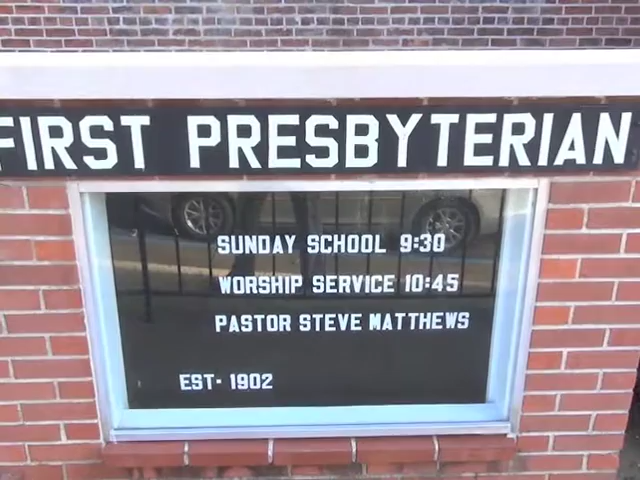 FIRST PRESBYTERIAN
SUNDAY SCHOOL 9:30
WORSHIP SERVICE 10:45
PASTOR STEVE MATTHEWS
EST· 1902